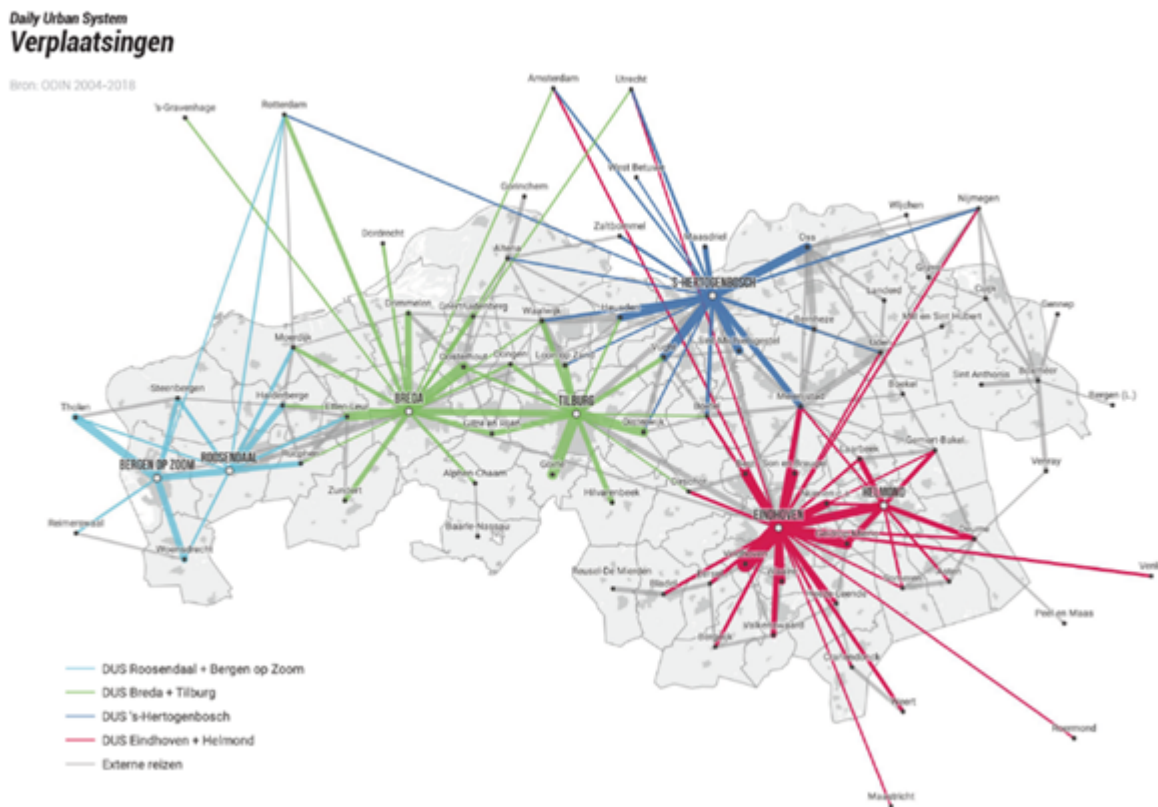 Daily Urban System
Verplaatsingen
Bron: ODIN 2004-2018
Amsterdam
Utrecht
's-Gravenhage
Rotterdam
West Betuwe
Gorinchem
Nijmegen
Wijchen
Zaltbommel
Dordrecht
Maasdriel
Oss
Altena
'S-HERTOGENBOSCH
Landerd
Cuijk
Gennep
Drimmelen
Geertruidenberg
Waalwijk
Heusden
Bernheze
Mill en Sint Hubert
Moerdijk
Oosterhout
Dongen
Loon op Zand
Vught
Sint-Michielsgestel
Uden
Sint Anthonis
Boxmeer
Steenbergen
Halderberge
Etten-Leur
BREDA
TILBURG
Meierijstad
Boekel
Bergen (L.)
Tholen
Boxtel
Gilze en Rijen
Oisterwijk
Laarbeek
Gemert-Bakel
BERGEN OP ZOOM
ROOSENDAAL
Rucphen
Alphen-Chaam
Goirle
Best
Son en Breugel
Venray
Zundert
Hilvarenbeek
HELMOND
EINDHOVEN
Reimerswaal
Baarle-Nassau
Deurne
Woensdrecht
Veldhoven
Reusel-De Mierden
Bladel
Eersel
Someren
Asten
Heeze-Leende
Peel en Maas
Bergeijk
Valkenswaard
Cranendonck
Weert
Roermond
Maastricht
DUS Roosendaal + Bergen op Zoom
DUS Breda + Tilburg
DUS 's-Hertogenbosch
DUS Eindhoven + Helmond
Externe reizen